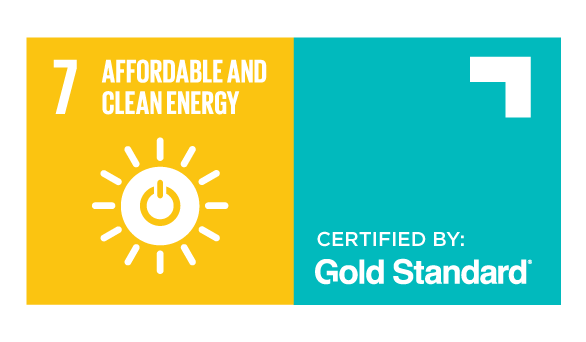 7
AFFORDABLE AND
CLEAN ENERGY
CERTIFIED BY:
Gold Standard